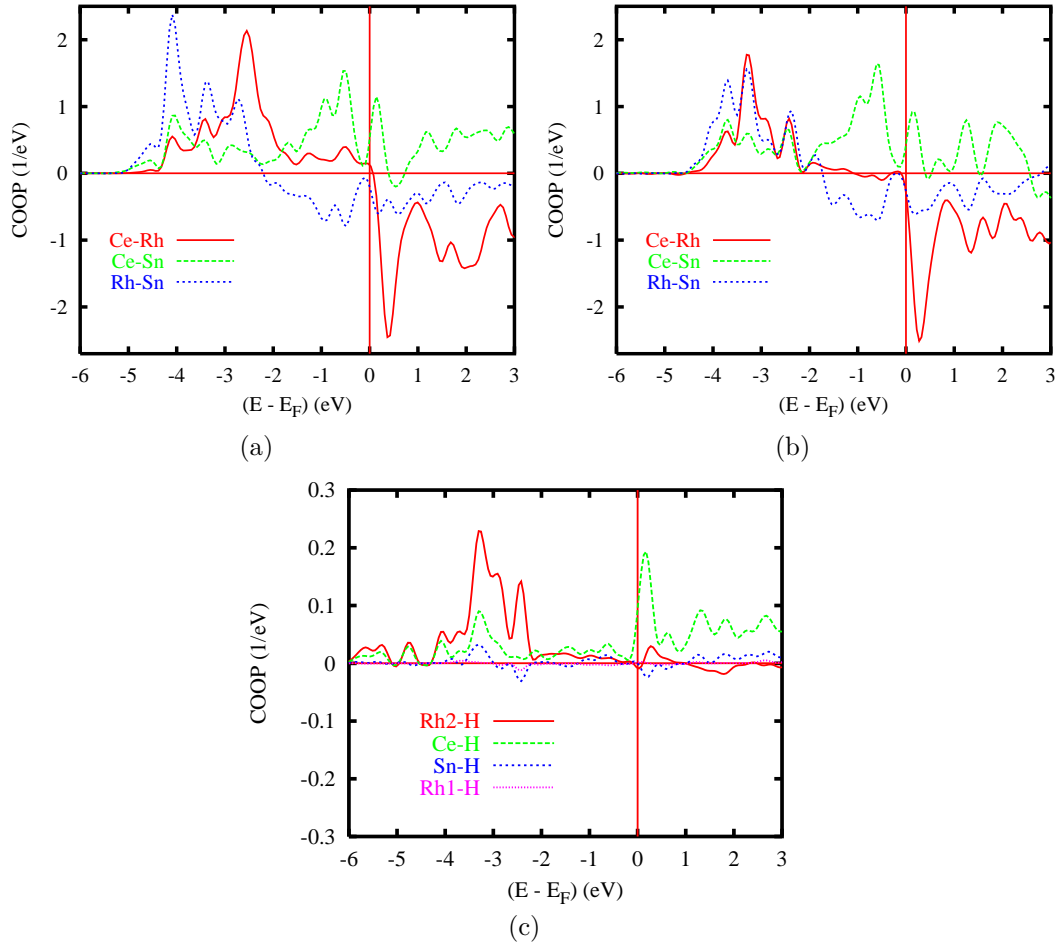 2
1
0
-1
-2
COOP (1/eV)
Ce-Rh
Ce-Sn
Rh-Sn
-6 -5 -4 -3 -2 -1 0 1 2 3
(E - E_F) (eV)
(a)
2
1
0
-1
-2
COOP (1/eV)
Ce-Rh
Ce-Sn
Rh-Sn
-6 -5 -4 -3 -2 -1 0 1 2 3
(E - E_F) (eV)
(b)
0.3
0.2
0.1
0
-0.1
-0.2
-0.3
COOP (1/eV)
Rh2-H
Ce-H
Sn-H
Rh1-H
-6 -5 -4 -3 -2 -1 0 1 2 3
(E - E_F) (eV)
(c)